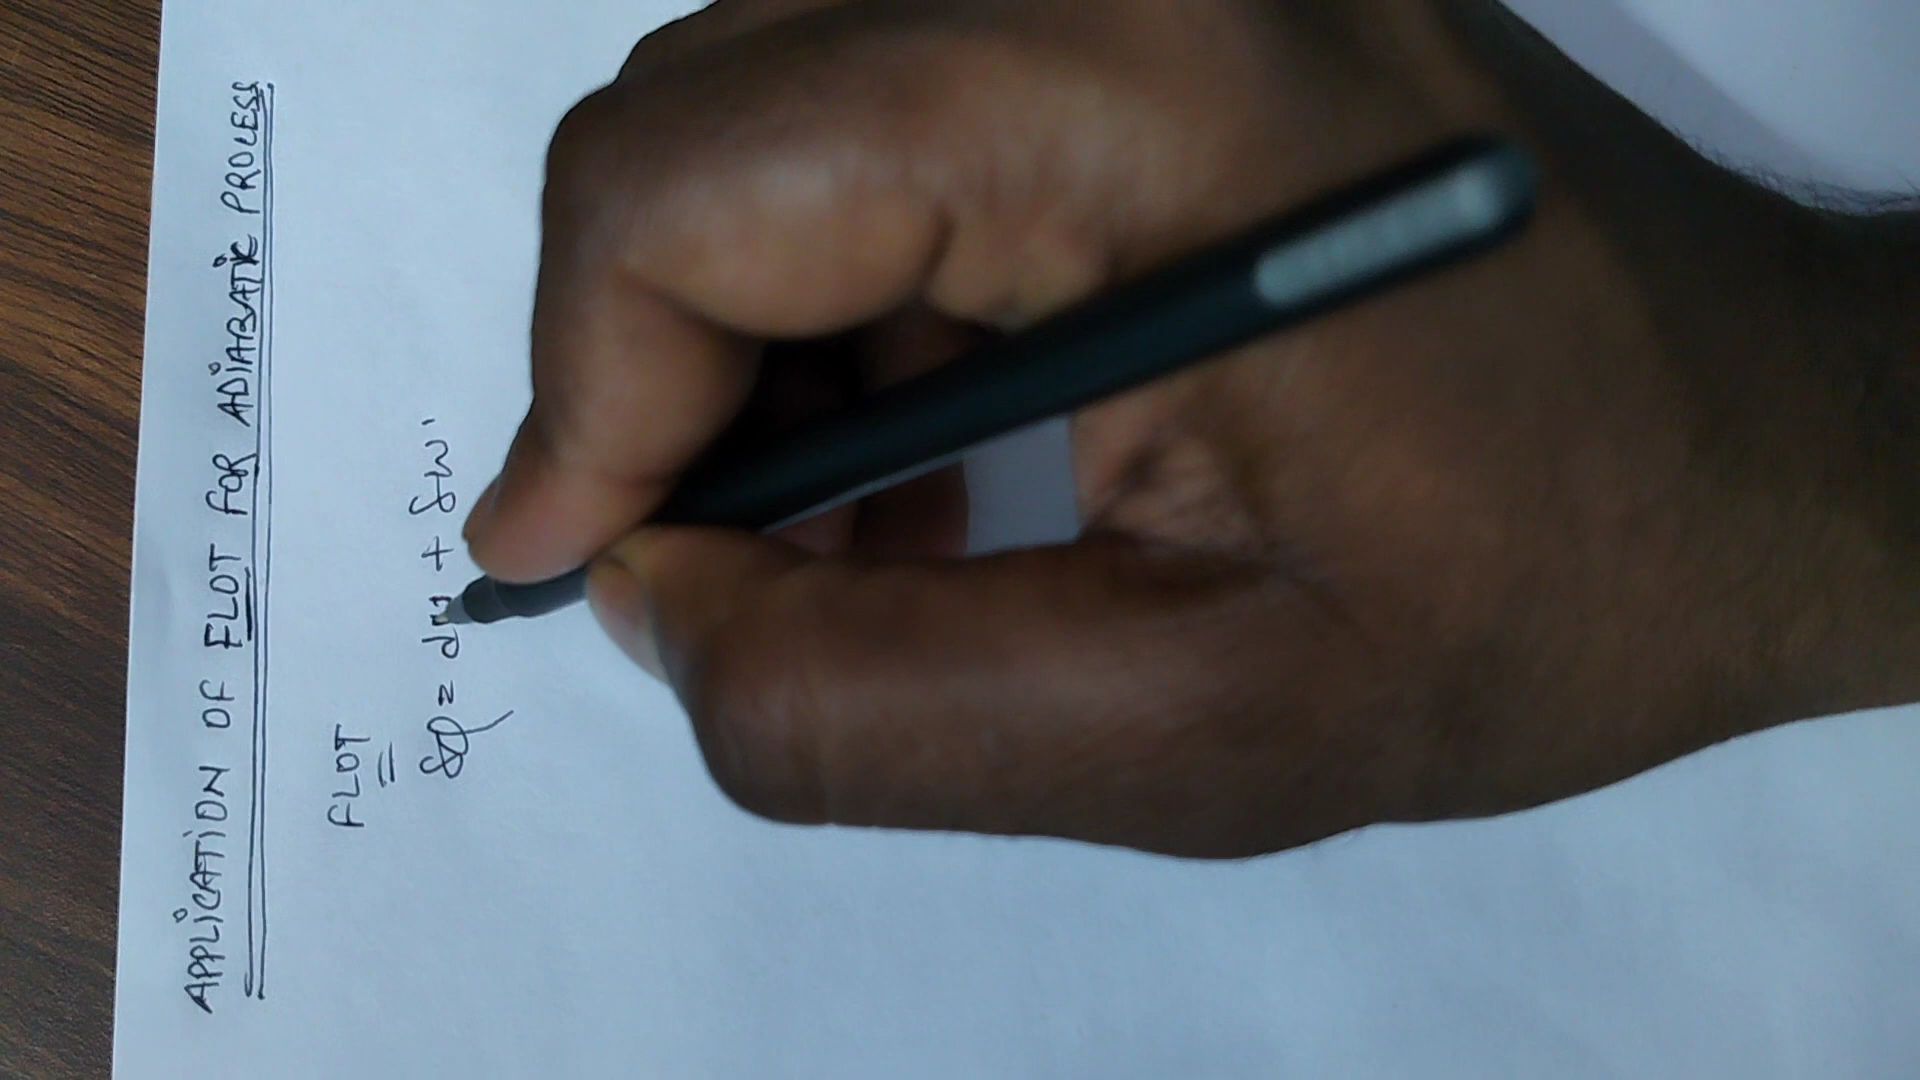 APPLICATION OF FLOT FOR ADIABATIC PROCESS
FLOT
δQ = du + δw